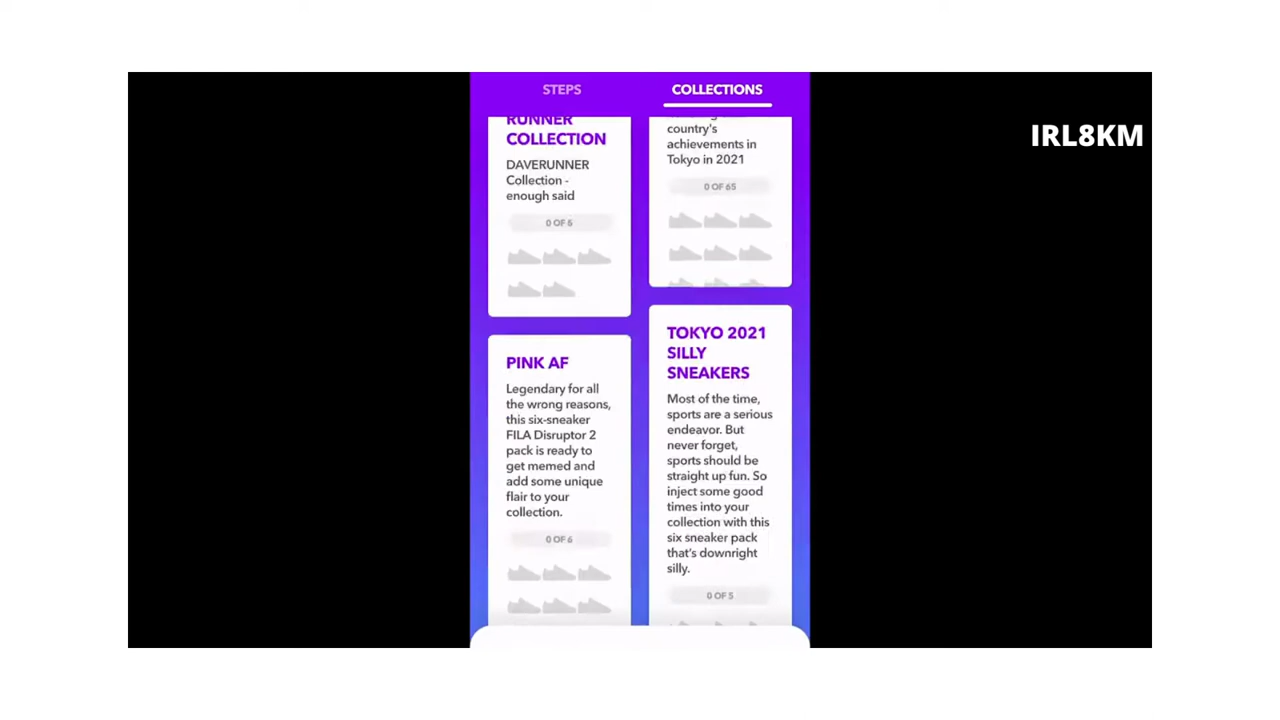 STEPS
COLLECTIONS
RUNNER
COLLECTION
DAVERUNNER
Collection -
enough said
0 OF 6
PINK AF
Legendary for all
the wrong reasons,
this six-sneaker
FILA Disruptor 2
pack is ready to
get memed and
add some unique
flair to your
collection.
0 OF 6
country's
achievements in
Tokyo in 2021
0 OF 65
TOKYO 2021
SILLY
SNEAKERS
Most of the time,
sports are a serious
endeavor. But
never forget,
sports should be
straight up fun. So
inject some good
times into your
collection with this
six sneaker pack
that's downright
silly.
0 OF 5
IRL8KM